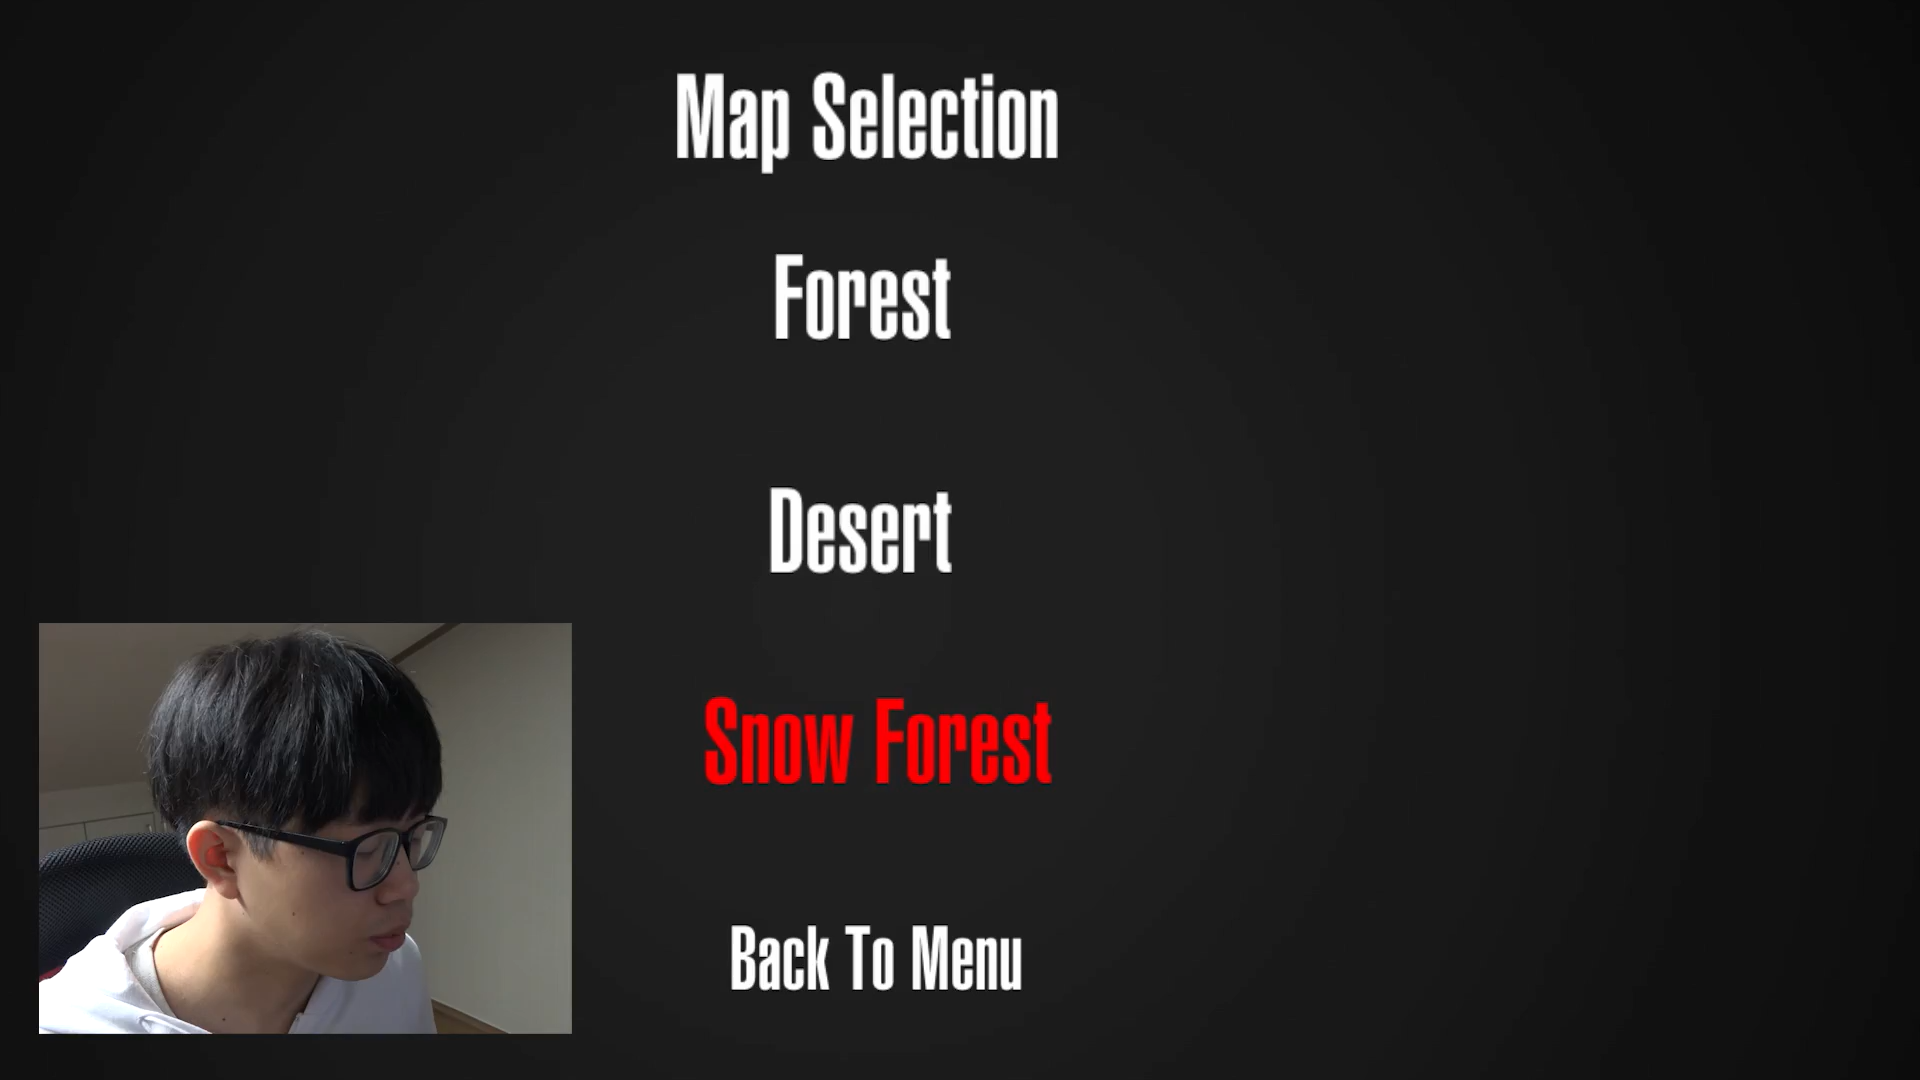 Map Selection
Forest
Desert
Snow Forest
Back To Menu